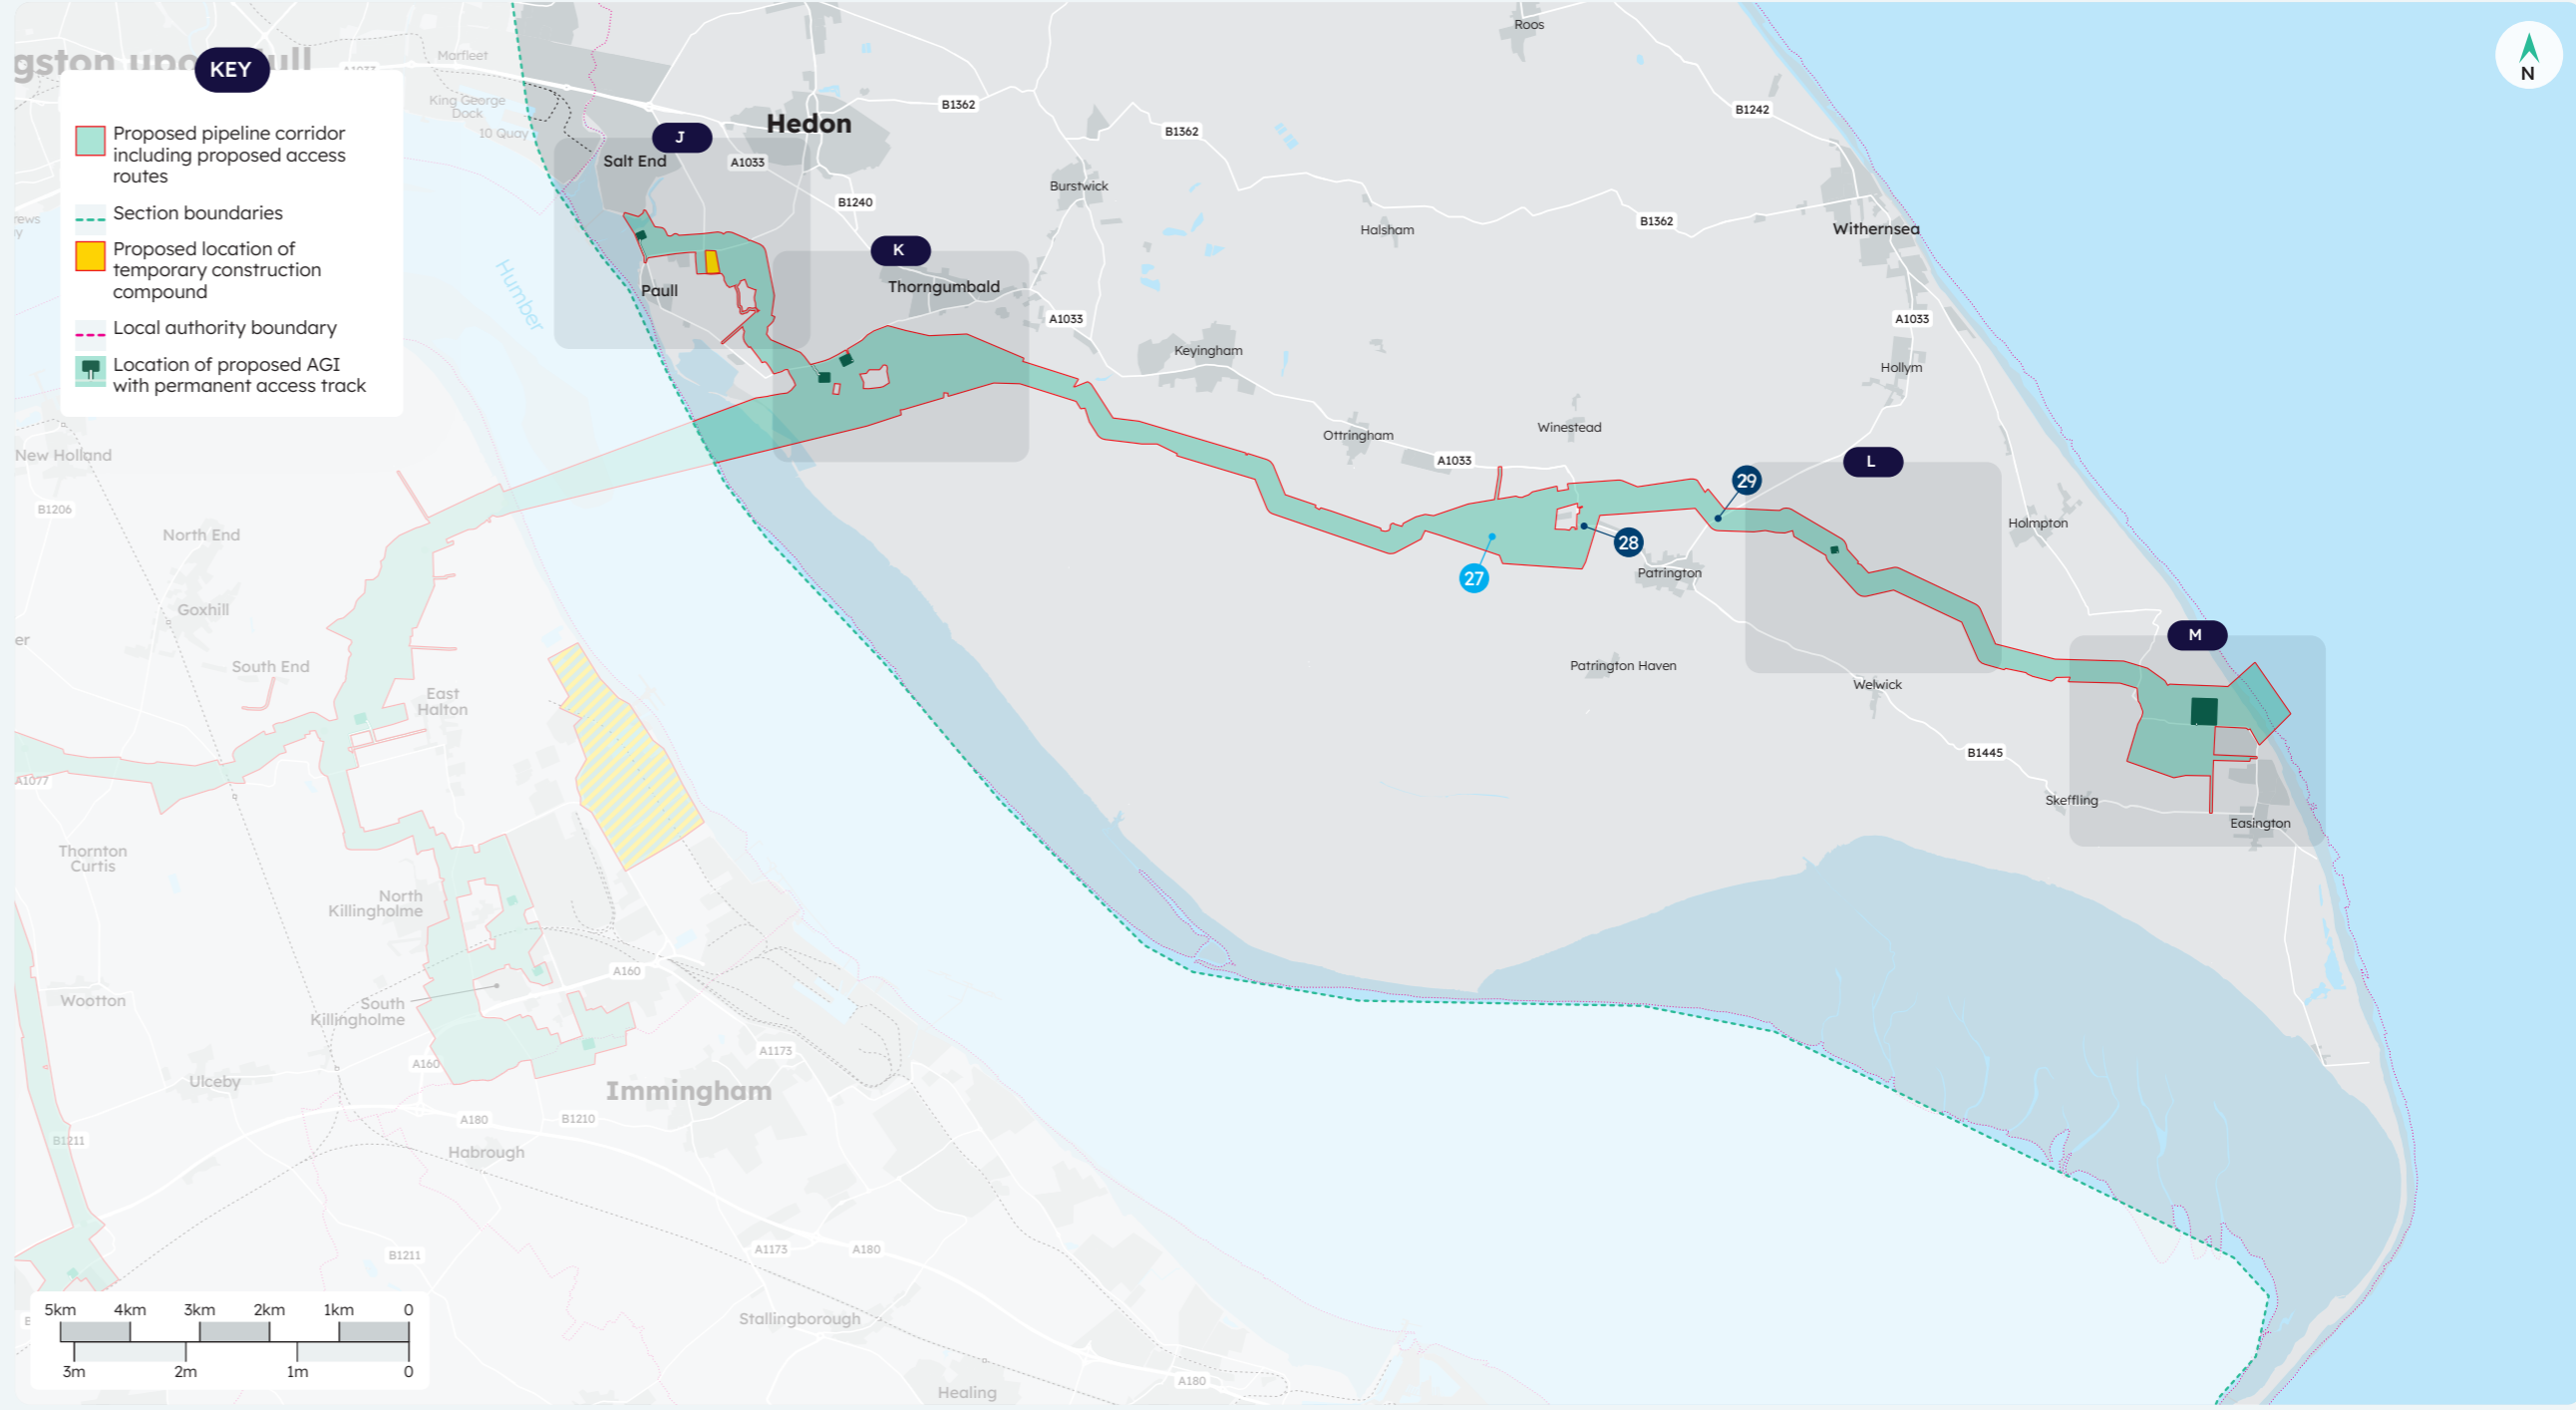 Roos
N
Marfleet
A1033
KEY
King George
Dock
10 Quay
B1362
B1242
Hedon
J
B1362
Proposed pipeline corridor
including proposed access
routes
Salt End
A1033
Burstwick
B1240
Section boundaries
Halsham
B1362
Withernsea
Proposed location of
temporary construction
compound
K
Humber
Paull
Thorngumbald
A1033
A1033
Local authority boundary
Keyingham
Hollym
Location of proposed AGI
with permanent access track
Winestead
Ottringham
New Holland
A1033
L
29
B1206
Holmpton
North End
28
27
Patrington
Goxhill
er
M
South End
Patrington Haven
East
Halton
Welwick
B1445
A1077
Skeffling
Easington
Thornton
Curtis
North
Killingholme
A160
Wootton
South
Killingholme
A1173
A160
Ulceby
Immingham
A180
B1210
B1211
Habrough
B1211
A1173
A180
5km 4km 3km 2km 1km 0
Stallingborough
3m 2m 1m 0
A180
Healing